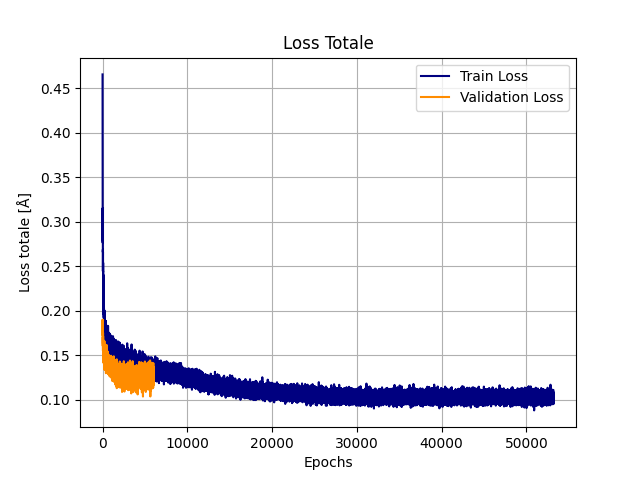 Loss Totale
Train Loss
Validation Loss
Loss totale [Å]
0.45
0.40
0.35
0.30
0.25
0.20
0.15
0.10
0 10000 20000 30000 40000 50000
Epochs